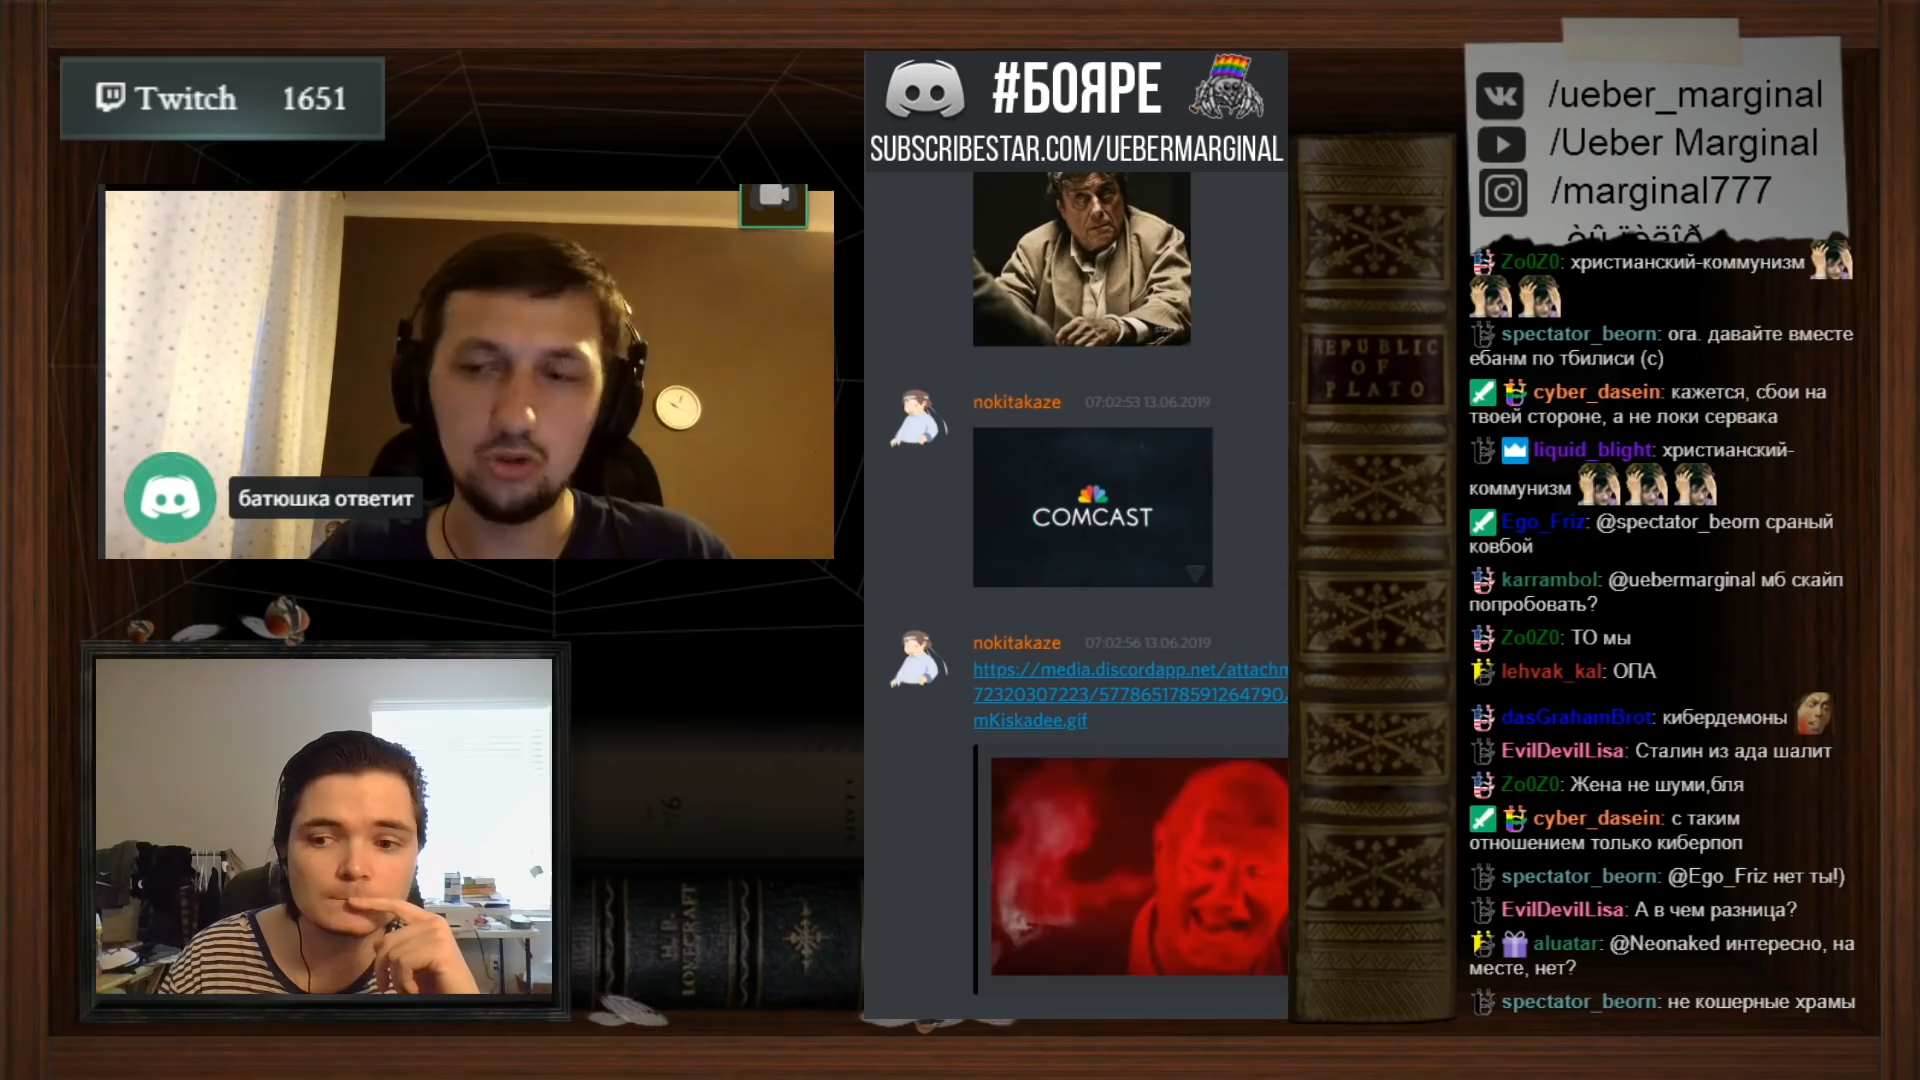 Twitch 1651
батюшка ответит
#БОЯРЕ
SUBSCRIBESTAR.COM/UEBERMARGINAL
nokitakaze 07:02:53 13.06.2019
COMCAST
nokitakaze 07:02:56 13.06.2019
https://media.discordapp.net/attachm
72320307223/577865178591264790/
mKiskadee.gif
REPUBLIC
OF
PLATO
H.P.
LOVECRAFT
/ueber_marginal
/Ueber Marginal
/marginal777
Zo0Z0: христианский-коммунизм
spectator_beorn: ога. давайте вместе
ебанм по тбилиси (с)
cyber_dasein: кажется, сбои на
твоей стороне, а не локи сервака
liquid_blight: христианский-
коммунизм
Ego_Friz: @spectator_beorn сраный
ковбой
karrambol: @uebermarginal мб скайп
попробовать?
Zo0Z0: ТО мы
lehvak_kal: ОПА
dasGrahamBrot: кибердемоны
EvilDevilLisa: Сталин из ада шалит
Zo0Z0: Жена не шуми,бля
cyber_dasein: с таким
отношением только киберпоп
spectator_beorn: @Ego_Friz нет ты!)
EvilDevilLisa: А в чем разница?
aluatar: @Neonaked интересно, на
месте, нет?
spectator_beorn: не кошерные храмы